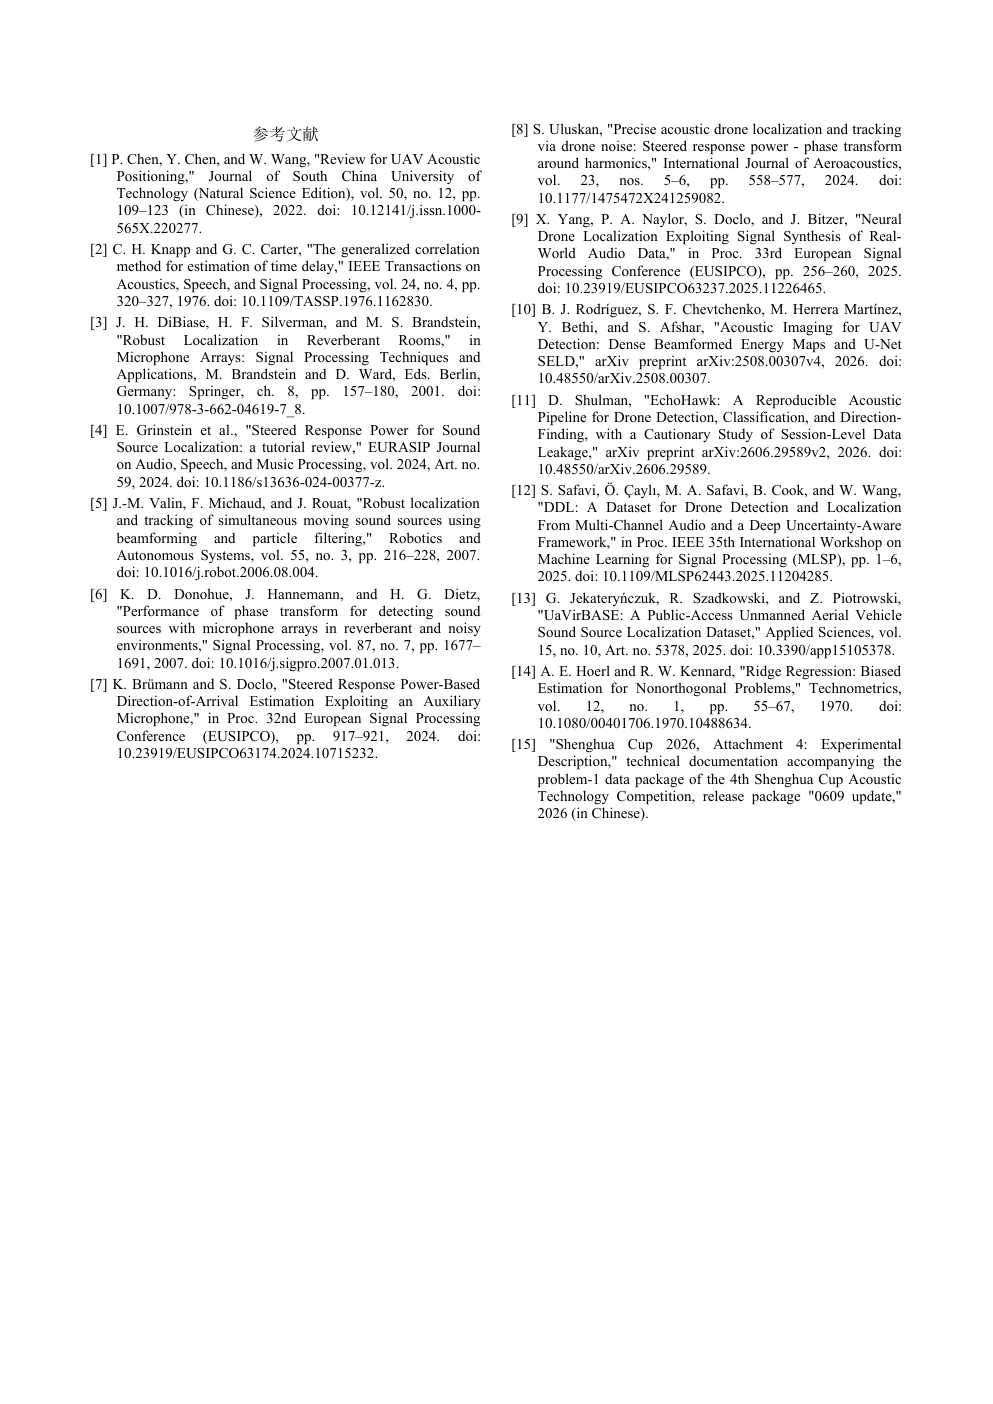 参考文献
[1] P. Chen, Y. Chen, and W. Wang, "Review for UAV Acoustic
Positioning," Journal of South China University of
Technology (Natural Science Edition), vol. 50, no. 12, pp.
109–123 (in Chinese), 2022. doi: 10.12141/j.issn.1000-
565X.220277.
[2] C. H. Knapp and G. C. Carter, "The generalized correlation
method for estimation of time delay," IEEE Transactions on
Acoustics, Speech, and Signal Processing, vol. 24, no. 4, pp.
320–327, 1976. doi: 10.1109/TASSP.1976.1162830.
[3] J. H. DiBiase, H. F. Silverman, and M. S. Brandstein,
"Robust Localization in Reverberant Rooms," in
Microphone Arrays: Signal Processing Techniques and
Applications, M. Brandstein and D. Ward, Eds. Berlin,
Germany: Springer, ch. 8, pp. 157–180, 2001. doi:
10.1007/978-3-662-04619-7_8.
[4] E. Grinstein et al., "Steered Response Power for Sound
Source Localization: a tutorial review," EURASIP Journal
on Audio, Speech, and Music Processing, vol. 2024, Art. no.
59, 2024. doi: 10.1186/s13636-024-00377-z.
[5] J.-M. Valin, F. Michaud, and J. Rouat, "Robust localization
and tracking of simultaneous moving sound sources using
beamforming and particle filtering," Robotics and
Autonomous Systems, vol. 55, no. 3, pp. 216–228, 2007.
doi: 10.1016/j.robot.2006.08.004.
[6] K. D. Donohue, J. Hannemann, and H. G. Dietz,
"Performance of phase transform for detecting sound
sources with microphone arrays in reverberant and noisy
environments," Signal Processing, vol. 87, no. 7, pp. 1677–
1691, 2007. doi: 10.1016/j.sigpro.2007.01.013.
[7] K. Brümann and S. Doclo, "Steered Response Power-Based
Direction-of-Arrival Estimation Exploiting an Auxiliary
Microphone," in Proc. 32nd European Signal Processing
Conference (EUSIPCO), pp. 917–921, 2024. doi:
10.23919/EUSIPCO63174.2024.10715232.
[8] S. Uluskan, "Precise acoustic drone localization and tracking
via drone noise: Steered response power - phase transform
around harmonics," International Journal of Aeroacoustics,
vol. 23, nos. 5–6, pp. 558–577, 2024. doi:
10.1177/1475472X241259082.
[9] X. Yang, P. A. Naylor, S. Doclo, and J. Bitzer, "Neural
Drone Localization Exploiting Signal Synthesis of Real-
World Audio Data," in Proc. 33rd European Signal
Processing Conference (EUSIPCO), pp. 256–260, 2025.
doi: 10.23919/EUSIPCO63237.2025.11226465.
[10] B. J. Rodríguez, S. F. Chevtchenko, M. Herrera Martínez,
Y. Bethi, and S. Afshar, "Acoustic Imaging for UAV
Detection: Dense Beamformed Energy Maps and U-Net
SELD," arXiv preprint arXiv:2508.00307v4, 2026. doi:
10.48550/arXiv.2508.00307.
[11] D. Shulman, "EchoHawk: A Reproducible Acoustic
Pipeline for Drone Detection, Classification, and Direction-
Finding, with a Cautionary Study of Session-Level Data
Leakage," arXiv preprint arXiv:2606.29589v2, 2026. doi:
10.48550/arXiv.2606.29589.
[12] S. Safavi, Ö. Çaylı, M. A. Safavi, B. Cook, and W. Wang,
"DDL: A Dataset for Drone Detection and Localization
From Multi-Channel Audio and a Deep Uncertainty-Aware
Framework," in Proc. IEEE 35th International Workshop on
Machine Learning for Signal Processing (MLSP), pp. 1–6,
2025. doi: 10.1109/MLSP62443.2025.11204285.
[13] G. Jekateryńczuk, R. Szadkowski, and Z. Piotrowski,
"UaVirBASE: A Public-Access Unmanned Aerial Vehicle
Sound Source Localization Dataset," Applied Sciences, vol.
15, no. 10, Art. no. 5378, 2025. doi: 10.3390/app15105378.
[14] A. E. Hoerl and R. W. Kennard, "Ridge Regression: Biased
Estimation for Nonorthogonal Problems," Technometrics,
vol. 12, no. 1, pp. 55–67, 1970. doi:
10.1080/00401706.1970.10488634.
[15] "Shenghua Cup 2026, Attachment 4: Experimental
Description," technical documentation accompanying the
problem-1 data package of the 4th Shenghua Cup Acoustic
Technology Competition, release package "0609 update,"
2026 (in Chinese).